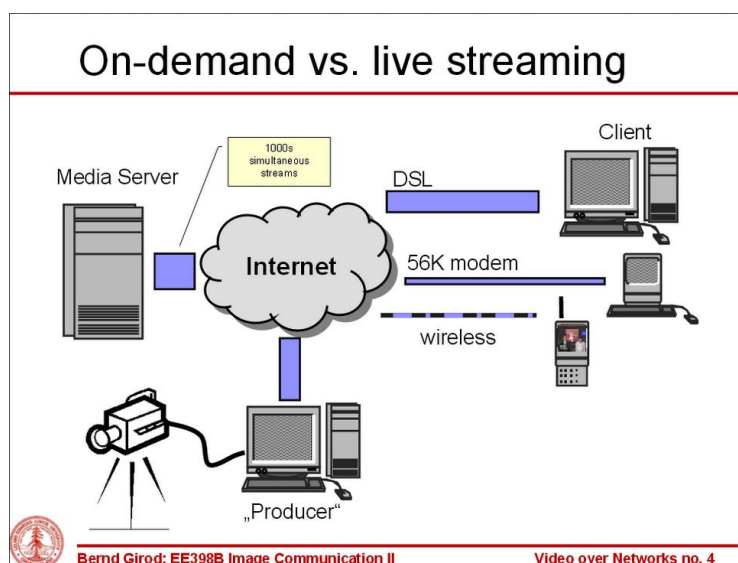 On-demand vs. live streaming
Client
1000s
simultaneous
streams
Media Server
DSL
Internet
56K modem
wireless
„Producer“
Bernd Girod: EE398B Image Communication II
Video over Networks no. 4